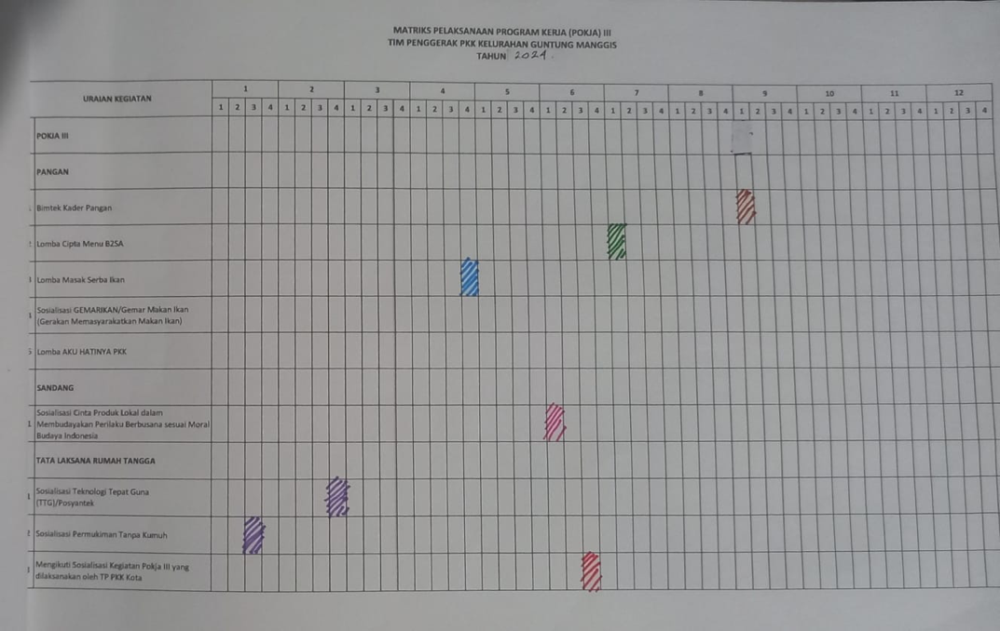 MATRIKS PELAKSANAAN PROGRAM KERJA (POKJA) III
TIM PENGGERAK PKK KELURAHAN GUNTUNG MANGGIS
TAHUN 2021.
URAIAN KEGIATAN 1 2 3 4 5 6 7 8 9 10 11 12
1 2 3 4 1 2 3 4 1 2 3 4 1 2 3 4 1 2 3 4 1 2 3 4 1 2 3 4 1 2 3 4 1 2 3 4 1 2 3 4 1 2 3 4 1 2 3 4
POKJA III
PANGAN
Bimtek Kader Pangan
Lomba Cipta Menu B2SA
Lomba Masak Serba Ikan
Sosialisasi GEMARIKAN/Gemar Makan Ikan
(Gerakan Memasyarakatkan Makan Ikan)
5 Lomba AKU HATINYA PKK
SANDANG
Sosialisasi Cinta Produk Lokal dalam
1 Membudayakan Perilaku Berbusana sesuai Moral
Budaya Indonesia
TATA LAKSANA RUMAH TANGGA
Sosialisasi Teknologi Tepat Guna
(TTG)/Posyantek
Sosialisasi Permukiman Tanpa Kumuh
Mengikuti Sosialisasi Kegiatan Pokja III yang
dilaksanakan oleh TP PKK Kota